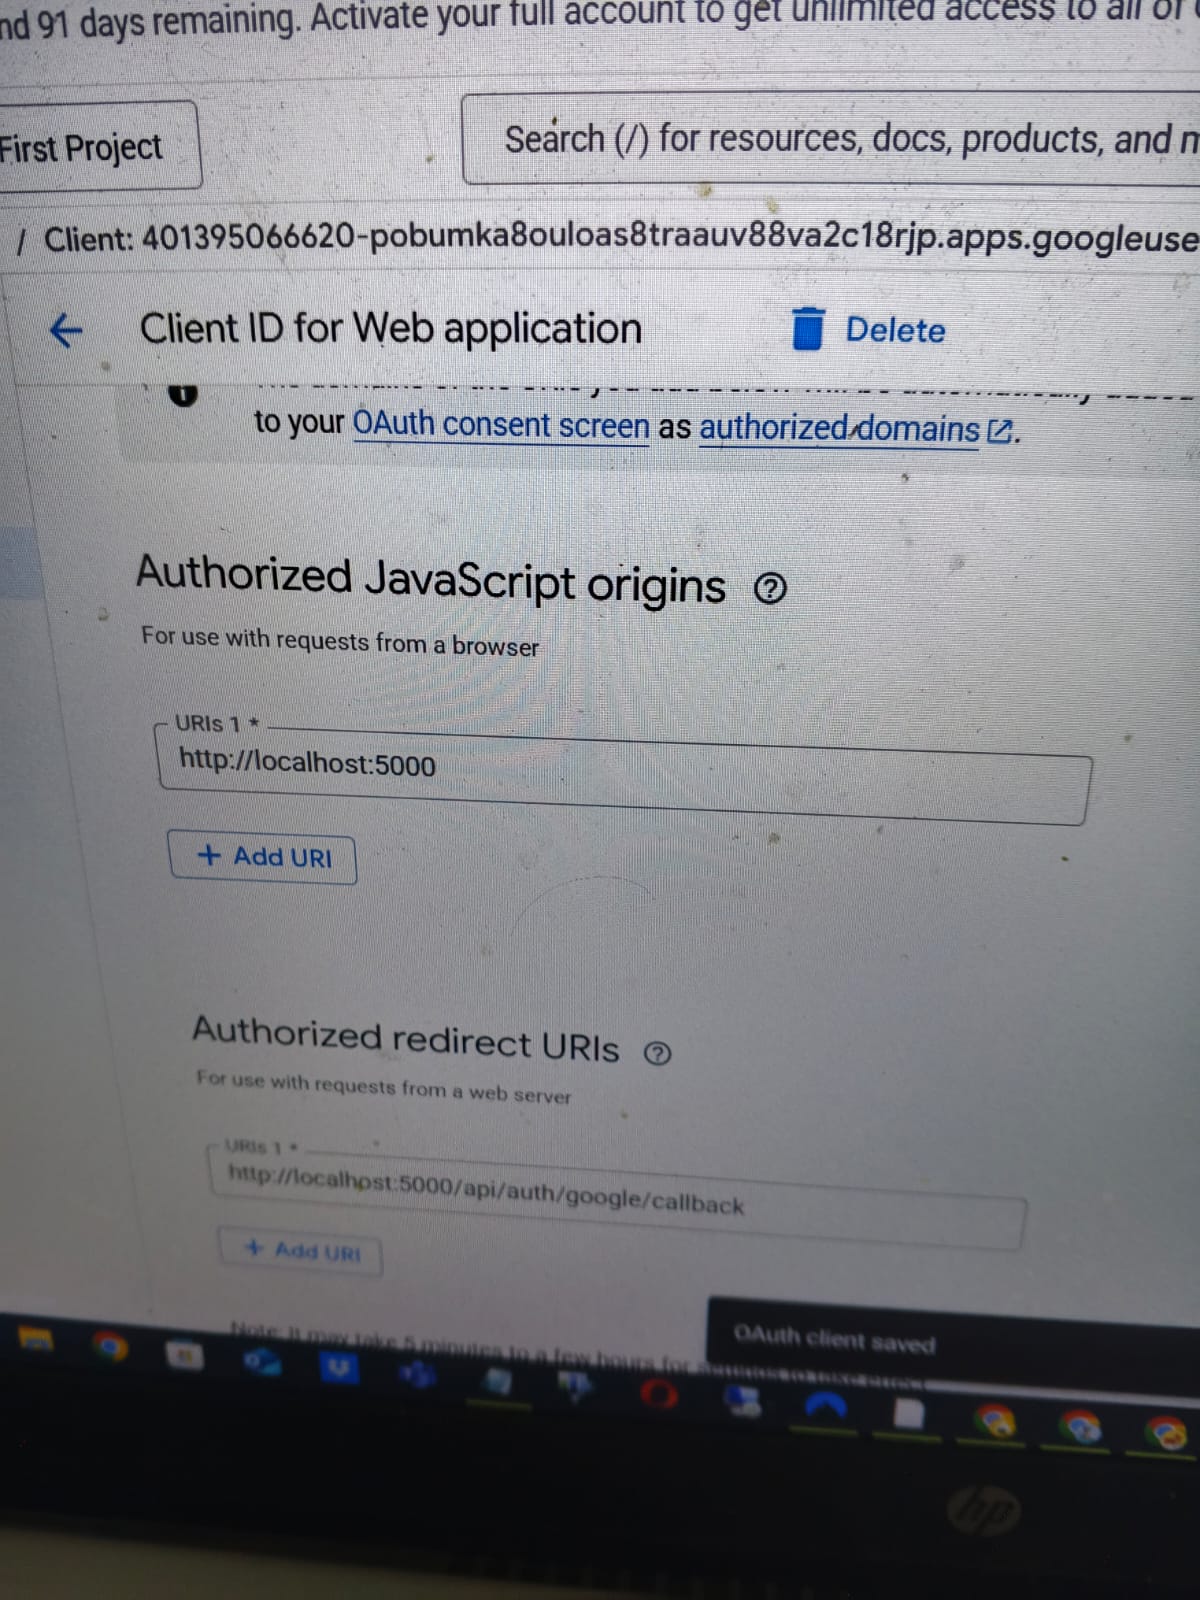 nd 91 days remaining. Activate your full account to get unlimited access to all of
First Project
Search (/) for resources, docs, products, and
/ Client: 401395066620-pobumka8ouloas8traauv88va2c18rjp.apps.googleuse
Client ID for Web application
Delete
to your OAuth consent screen as authorized domains
.
Authorized JavaScript origins
For use with requests from a browser
URIs 1 *
http://localhost:5000
+ Add URI
Authorized redirect URIs
For use with requests from a web server
URIs 1 *
http://localhost:5000/api/auth/google/callback
+ Add URI
Note: It may take 5 minutes to a few hours for
OAuth client saved
hp